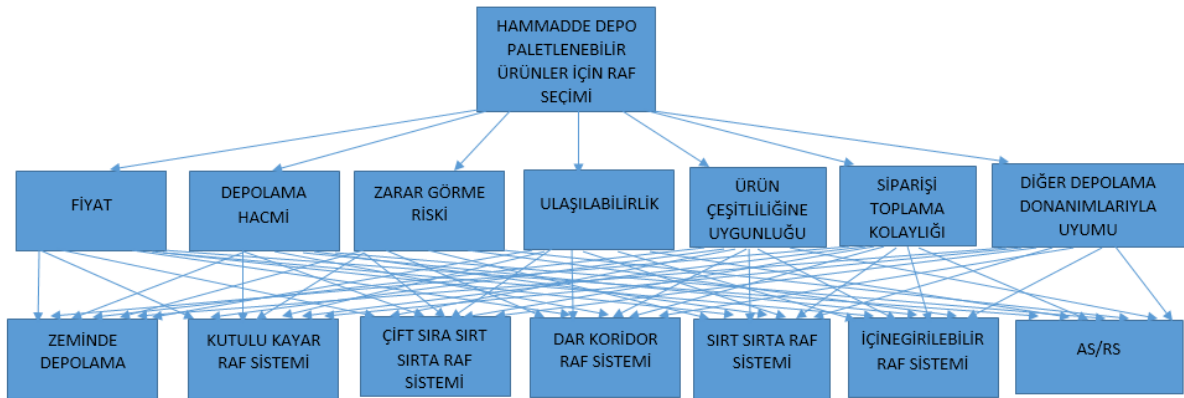 HAMMADDE DEPO
PALETLENEBİLİR
ÜRÜNLER İÇİN RAF
SEÇİMİ
FİYAT
DEPOLAMA
HACMİ
ZARAR GÖRME
RİSKİ
ULAŞILABİLİRLİK
ÜRÜN
ÇEŞİTLİLİĞİNE
UYGUNLUĞU
SİPARİŞİ
TOPLAMA
KOLAYLIĞI
DİĞER DEPOLAMA
DONANIMLARIYLA
UYUMU
ZEMİNDE
DEPOLAMA
KUTULU KAYAR
RAF SİSTEMİ
ÇİFT SIRA SIRT
SIRTA RAF
SİSTEMİ
DAR KORİDOR
RAF SİSTEMİ
SIRT SIRTA RAF
SİSTEMİ
İÇİNEGİRİLEBİLİR
RAF SİSTEMİ
AS/RS